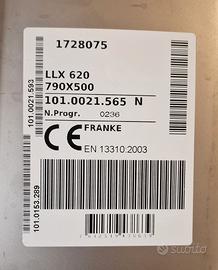 1728075
LLX 620
790X500
101.0021.565 N
N.Progr. 0236
FRANKE
EN 13310:2003
101.0021.593
101.0153.289
subito